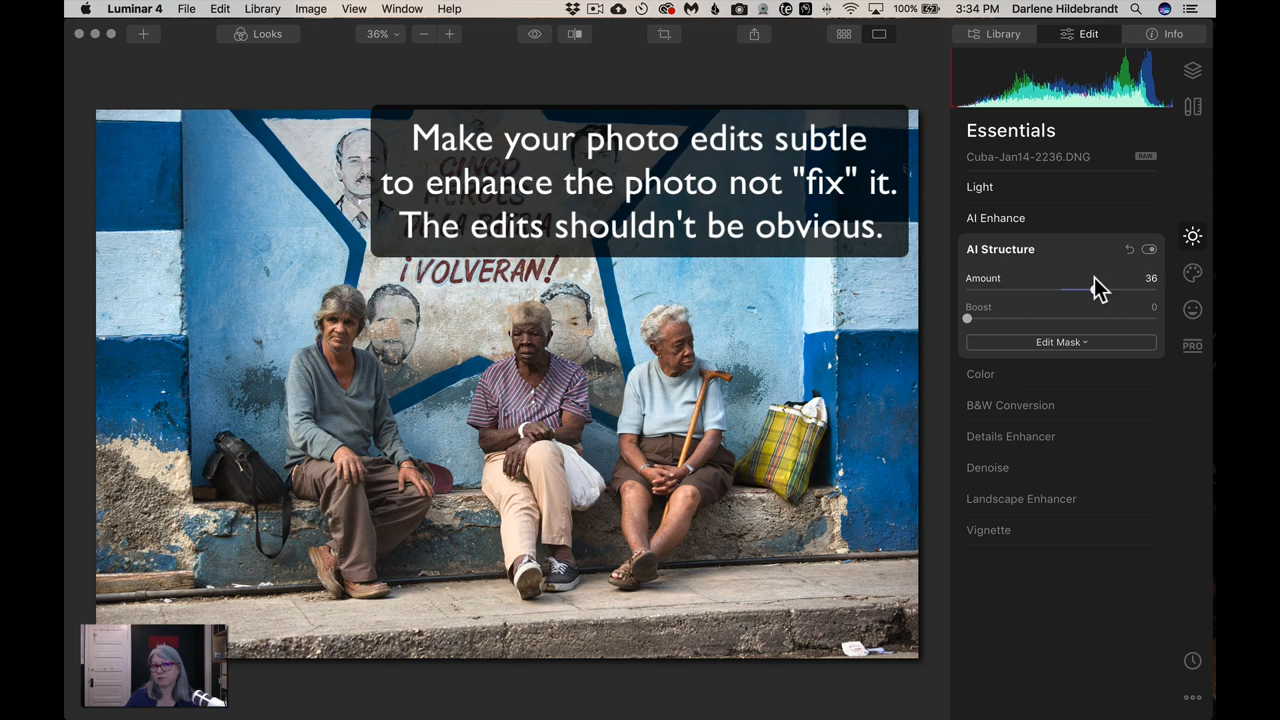 Luminar 4 File Edit Library Image View Window Help 100% 3:34 PM Darlene Hildebrandt
Looks 36% Library Edit Info
Make your photo edits subtle
to enhance the photo not "fix" it.
The edits shouldn't be obvious.
CINCO
¡VOLVERAN!
Essentials
Cuba-Jan14-2236.DNG RAW
Light
AI Enhance
AI Structure
Amount 36
Boost 0
Edit Mask
Color
B&W Conversion
Details Enhancer
Denoise
Landscape Enhancer
Vignette
PRO